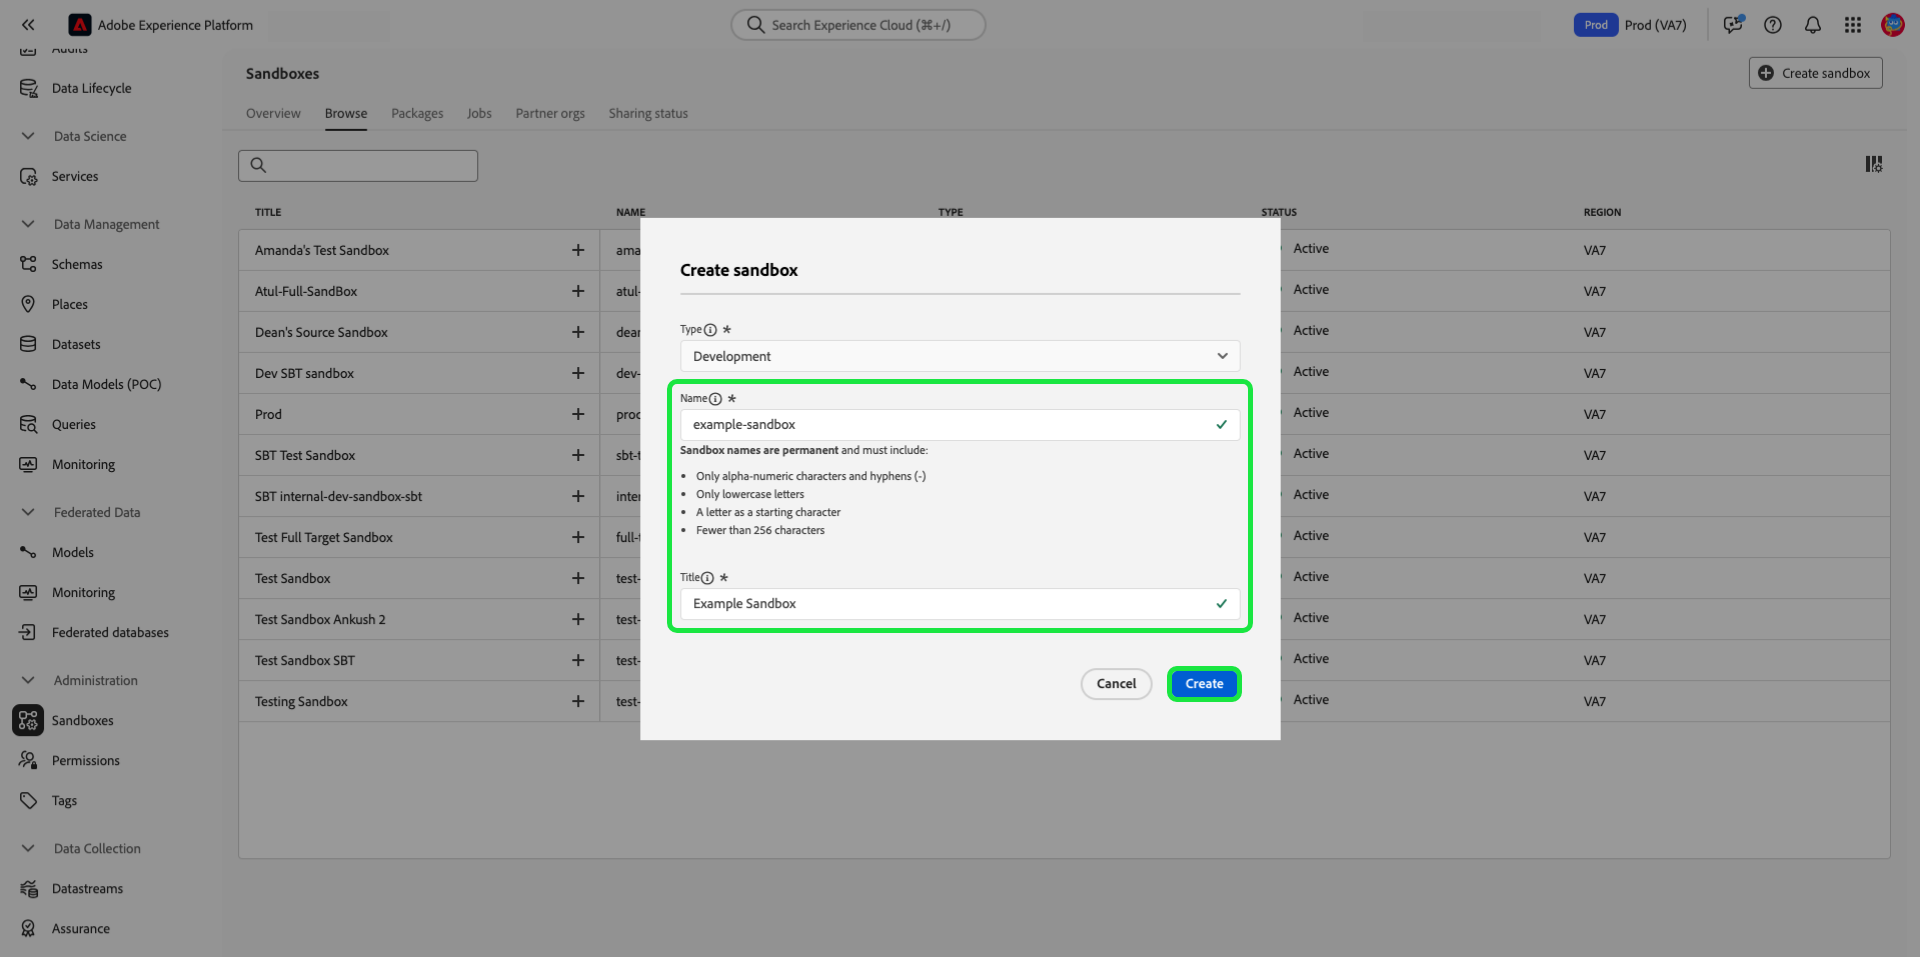 Adobe Experience Platform
Search Experience Cloud (⌘+/)
Prod
Prod (VA7)
Audits
Data Lifecycle
Data Science
Services
Data Management
Schemas
Places
Datasets
Data Models (POC)
Queries
Monitoring
Federated Data
Models
Monitoring
Federated databases
Administration
Sandboxes
Permissions
Tags
Data Collection
Datastreams
Assurance
Sandboxes
Create sandbox
Overview Browse Packages Jobs Partner orgs Sharing status
TITLE NAME TYPE STATUS REGION
Amanda's Test Sandbox + ama Active VA7
Atul-Full-SandBox + atul- Active VA7
Dean's Source Sandbox + dear Active VA7
Dev SBT sandbox + dev- Active VA7
Prod + proc Active VA7
SBT Test Sandbox + sbt-t Active VA7
SBT internal-dev-sandbox-sbt + inte Active VA7
Test Full Target Sandbox + full-t Active VA7
Test Sandbox + test- Active VA7
Test Sandbox Ankush 2 + test- Active VA7
Test Sandbox SBT + test- Active VA7
Testing Sandbox + test- Active VA7
Create sandbox
Type *
Development
Name *
example-sandbox
Sandbox names are permanent and must include:
• Only alpha-numeric characters and hyphens (-)
• Only lowercase letters
• A letter as a starting character
• Fewer than 256 characters
Title *
Example Sandbox
Cancel
Create